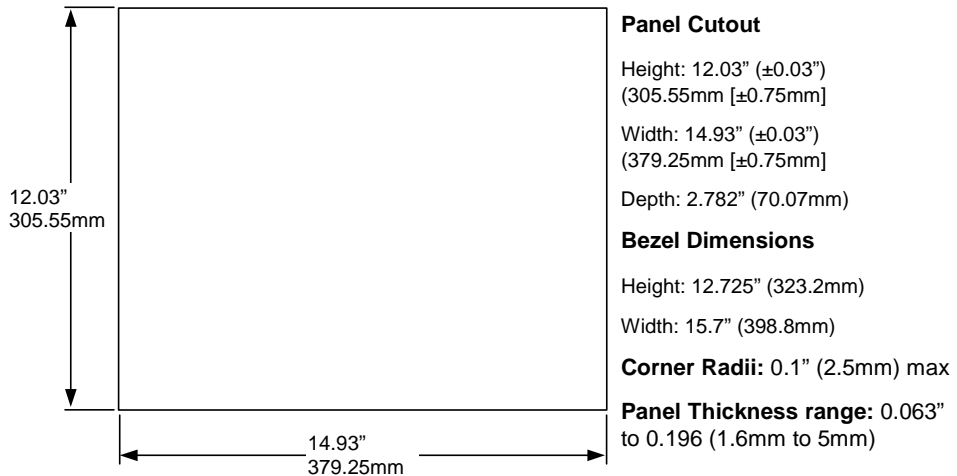 12.03”
305.55mm
14.93”
379.25mm
Panel Cutout
Height: 12.03” (±0.03”)
(305.55mm [±0.75mm]
Width: 14.93” (±0.03”)
(379.25mm [±0.75mm]
Depth: 2.782” (70.07mm)
Bezel Dimensions
Height: 12.725” (323.2mm)
Width: 15.7” (398.8mm)
Corner Radii: 0.1” (2.5mm) max
Panel Thickness range: 0.063”
to 0.196 (1.6mm to 5mm)